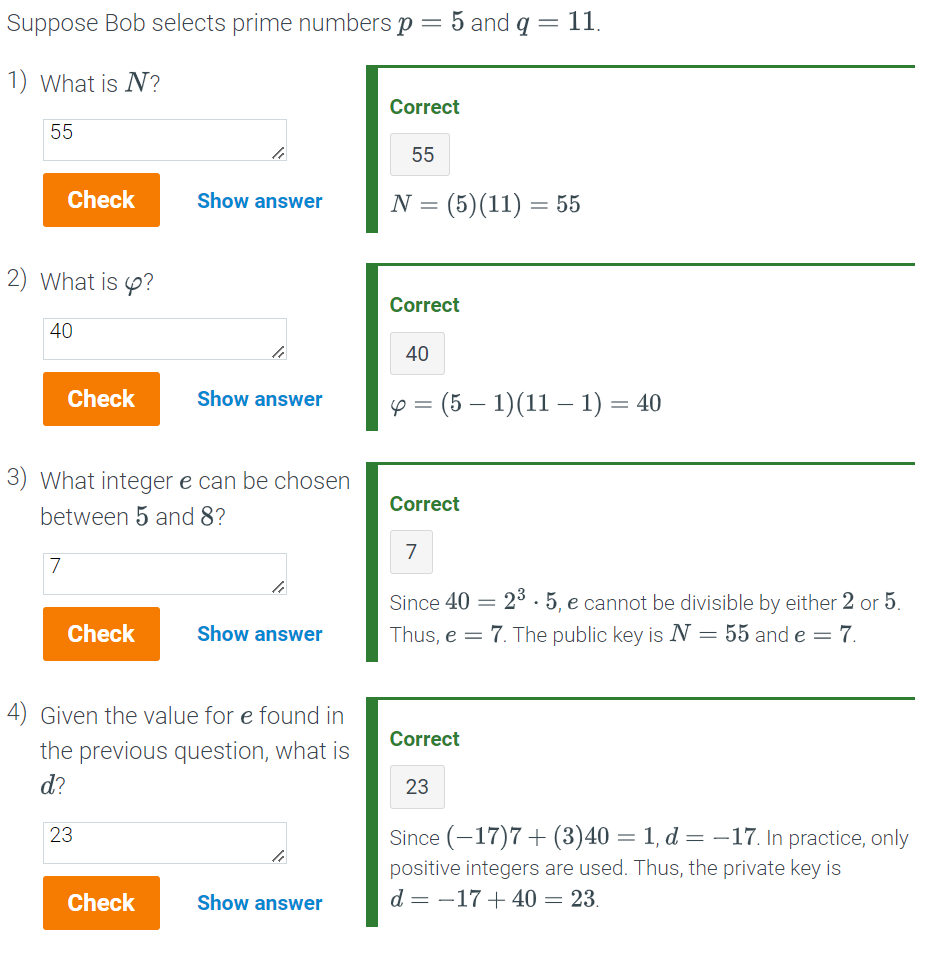 Suppose Bob selects prime numbers p = 5 and q = 11.
1) What is N?
55
Check Show answer
Correct
55
N = (5)(11) = 55
2) What is φ?
40
Check Show answer
Correct
40
φ = (5 − 1)(11 − 1) = 40
3) What integer e can be chosen
between 5 and 8?
7
Check Show answer
Correct
7
Since 40 = 2³ · 5, e cannot be divisible by either 2 or 5.
Thus, e = 7. The public key is N = 55 and e = 7.
4) Given the value for e found in
the previous question, what is
d?
23
Check Show answer
Correct
23
Since (−17)7 + (3)40 = 1, d = −17. In practice, only
positive integers are used. Thus, the private key is
d = −17 + 40 = 23.